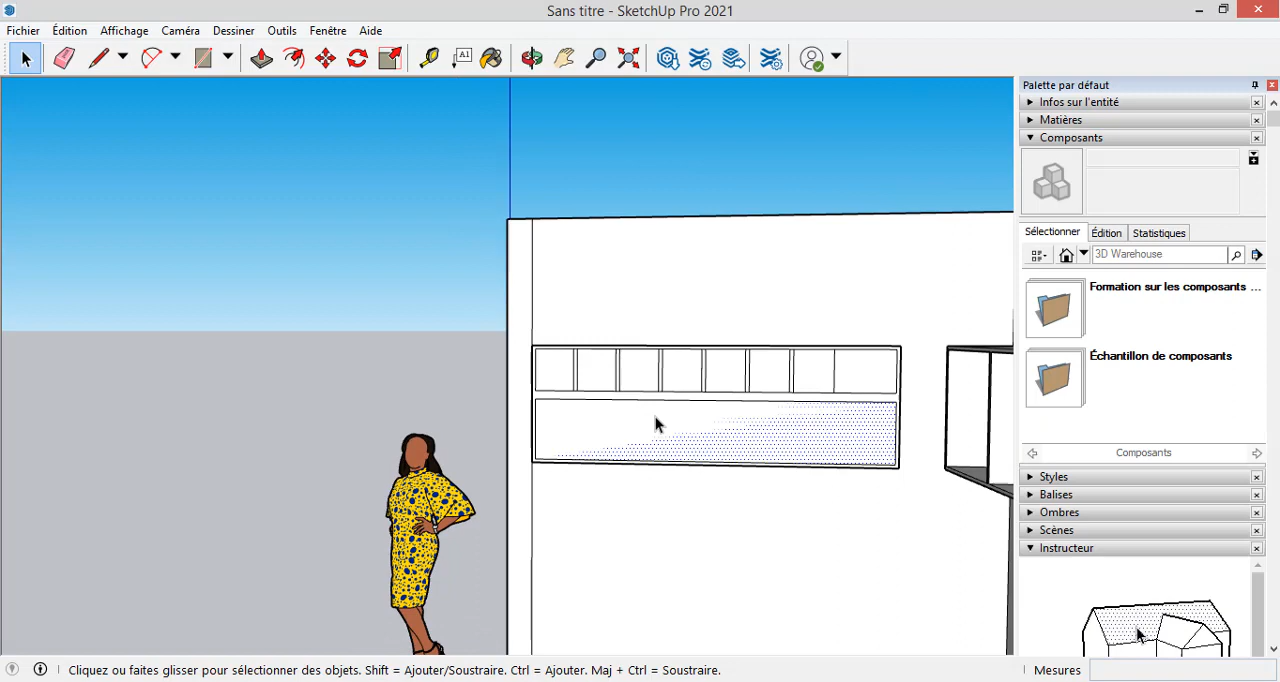 Sans titre - SketchUp Pro 2021
Fichier Édition Affichage Caméra Dessiner Outils Fenêtre Aide
A1
Palette par défaut
Infos sur l'entité
Matières
Composants
Sélectionner Édition Statistiques
3D Warehouse
Formation sur les composants ...
Échantillon de composants
Composants
Styles
Balises
Ombres
Scènes
Instructeur
Cliquez ou faites glisser pour sélectionner des objets. Shift = Ajouter/Soustraire. Ctrl = Ajouter. Maj + Ctrl = Soustraire.
Mesures